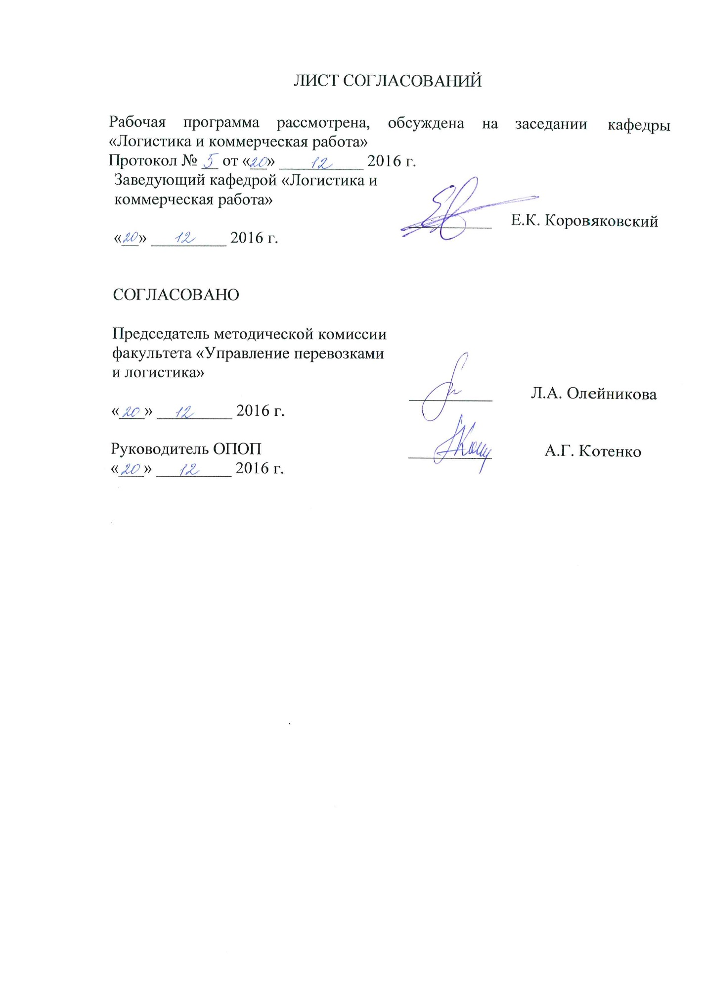 ЛИСТ СОГЛАСОВАНИЙ
Рабочая программа рассмотрена, обсуждена на заседании кафедры
«Логистика и коммерческая работа»
Протокол № 5 от «20» 12 2016 г.
Заведующий кафедрой «Логистика и
коммерческая работа»
Е.К. Коровяковский
«20» 12 2016 г.
СОГЛАСОВАНО
Председатель методической комиссии
факультета «Управление перевозками
и логистика»
Л.А. Олейникова
«20» 12 2016 г.
Руководитель ОПОП А.Г. Котенко
«20» 12 2016 г.